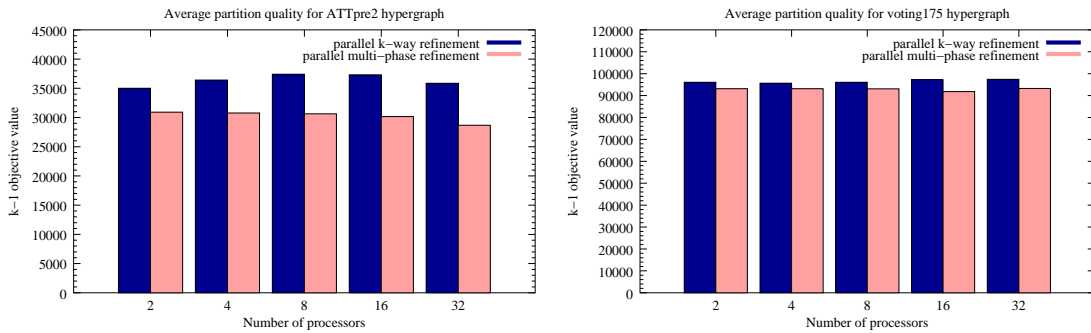 Average partition quality for ATTpre2 hypergraph
45000
40000
35000
30000
25000
20000
15000
10000
5000
0
k−1 objective value
parallel k−way refinement
parallel multi−phase refinement
2 4 8 16 32
Number of processors
Average partition quality for voting175 hypergraph
120000
110000
100000
90000
80000
70000
60000
50000
40000
30000
20000
10000
0
k−1 objective value
parallel k−way refinement
parallel multi−phase refinement
2 4 8 16 32
Number of processors